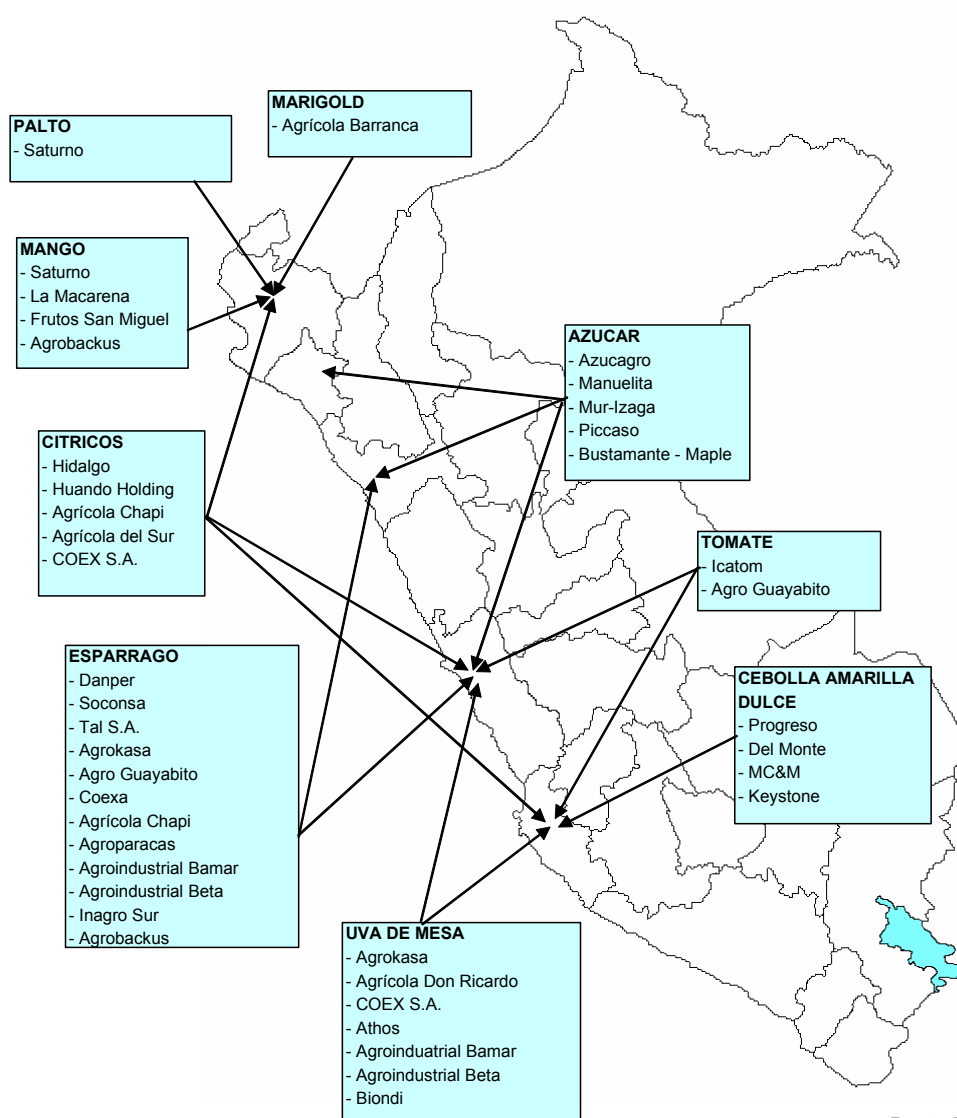 MARIGOLD
- Agrícola Barranca
PALTO
- Saturno
MANGO
- Saturno
- La Macarena
- Frutos San Miguel
- Agrobackus
AZUCAR
- Azucagro
- Manuelita
- Mur-Izaga
- Piccaso
- Bustamante - Maple
CITRICOS
- Hidalgo
- Huando Holding
- Agrícola Chapi
- Agrícola del Sur
- COEX S.A.
TOMATE
- Icatom
- Agro Guayabito
ESPARRAGO
- Danper
- Soconsa
- Tal S.A.
- Agrokasa
- Agro Guayabito
- Coexa
- Agrícola Chapi
- Agroparacas
- Agroindustrial Bamar
- Agroindustrial Beta
- Inagro Sur
- Agrobackus
CEBOLLA AMARILLA
DULCE
- Progreso
- Del Monte
- MC&M
- Keystone
UVA DE MESA
- Agrokasa
- Agrícola Don Ricardo
- COEX S.A.
- Athos
- Agroinduatrial Bamar
- Agroindustrial Beta
- Biondi